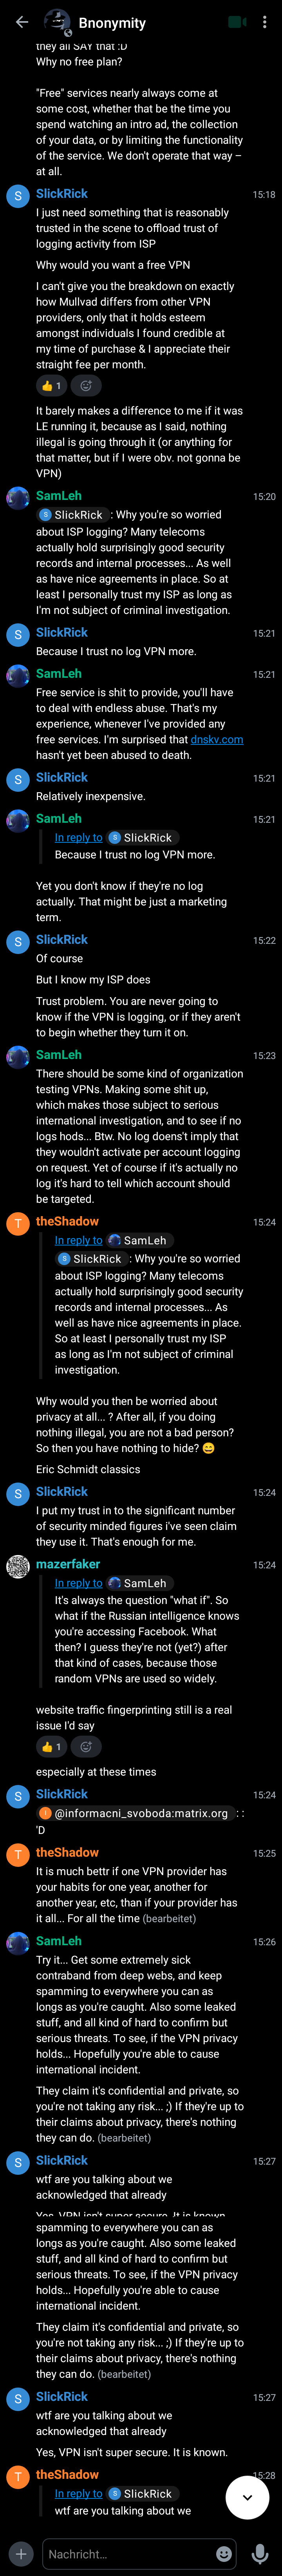 Bnonymity
they all SAY that :D
Why no free plan?
"Free" services nearly always come at
some cost, whether that be the time you
spend watching an intro ad, the collection
of your data, or by limiting the functionality
of the service. We don't operate that way –
at all.
S
SlickRick
15:18
I just need something that is reasonably
trusted in the scene to offload trust of
logging activity from ISP
Why would you want a free VPN
I can't give you the breakdown on exactly
how Mullvad differs from other VPN
providers, only that it holds esteem
amongst individuals I found credible at
my time of purchase & I appreciate their
straight fee per month.
👍 1
It barely makes a difference to me if it was
LE running it, because as I said, nothing
illegal is going through it (or anything for
that matter, but if I were obv. not gonna be
VPN)
SamLeh
15:20
S SlickRick : Why you're so worried
about ISP logging? Many telecoms
actually hold surprisingly good security
records and internal processes... As well
as have nice agreements in place. So at
least I personally trust my ISP as long as
I'm not subject of criminal investigation.
S
SlickRick
15:21
Because I trust no log VPN more.
SamLeh
15:21
Free service is shit to provide, you'll have
to deal with endless abuse. That's my
experience, whenever I've provided any
free services. I'm surprised that dnskv.com
hasn't yet been abused to death.
S
SlickRick
15:21
Relatively inexpensive.
SamLeh
15:21
In reply to S SlickRick
Because I trust no log VPN more.
Yet you don't know if they're no log
actually. That might be just a marketing
term.
S
SlickRick
15:22
Of course
But I know my ISP does
Trust problem. You are never going to
know if the VPN is logging, or if they aren't
to begin whether they turn it on.
SamLeh
15:23
There should be some kind of organization
testing VPNs. Making some shit up,
which makes those subject to serious
international investigation, and to see if no
logs hods... Btw. No log doens't imply that
they wouldn't activate per account logging
on request. Yet of course if it's actually no
log it's hard to tell which account should
be targeted.
T
theShadow
15:24
In reply to SamLeh
S SlickRick : Why you're so worried
about ISP logging? Many telecoms
actually hold surprisingly good security
records and internal processes... As
well as have nice agreements in place.
So at least I personally trust my ISP
as long as I'm not subject of criminal
investigation.
Why would you then be worried about
privacy at all... ? After all, if you doing
nothing illegal, you are not a bad person?
So then you have nothing to hide? 😄
Eric Schmidt classics
S
SlickRick
15:24
I put my trust in to the significant number
of security minded figures i've seen claim
they use it. That's enough for me.
mazerfaker
15:24
In reply to SamLeh
It's always the question "what if". So
what if the Russian intelligence knows
you're accessing Facebook. What
then? I guess they're not (yet?) after
that kind of cases, because those
random VPNs are used so widely.
website traffic fingerprinting still is a real
issue I'd say
👍 1
especially at these times
S
SlickRick
15:24
@informacni_svoboda:matrix.org : :
'D
T
theShadow
15:25
It is much bettr if one VPN provider has
your habits for one year, another for
another year, etc, than if your provider has
it all... For all the time (bearbeitet)
SamLeh
15:26
Try it... Get some extremely sick
contraband from deep webs, and keep
spamming to everywhere you can as
longs as you're caught. Also some leaked
stuff, and all kind of hard to confirm but
serious threats. To see, if the VPN privacy
holds... Hopefully you're able to cause
international incident.
They claim it's confidential and private, so
you're not taking any risk... ;) If they're up to
their claims about privacy, there's nothing
they can do. (bearbeitet)
S
SlickRick
15:27
wtf are you talking about we
acknowledged that already
Yes, VPN isn't super secure. It is known.
spamming to everywhere you can as
longs as you're caught. Also some leaked
stuff, and all kind of hard to confirm but
serious threats. To see, if the VPN privacy
holds... Hopefully you're able to cause
international incident.
They claim it's confidential and private, so
you're not taking any risk... ;) If they're up to
their claims about privacy, there's nothing
they can do. (bearbeitet)
S
SlickRick
15:27
wtf are you talking about we
acknowledged that already
Yes, VPN isn't super secure. It is known.
T
theShadow
15:28
In reply to S SlickRick
wtf are you talking about we
Nachricht…